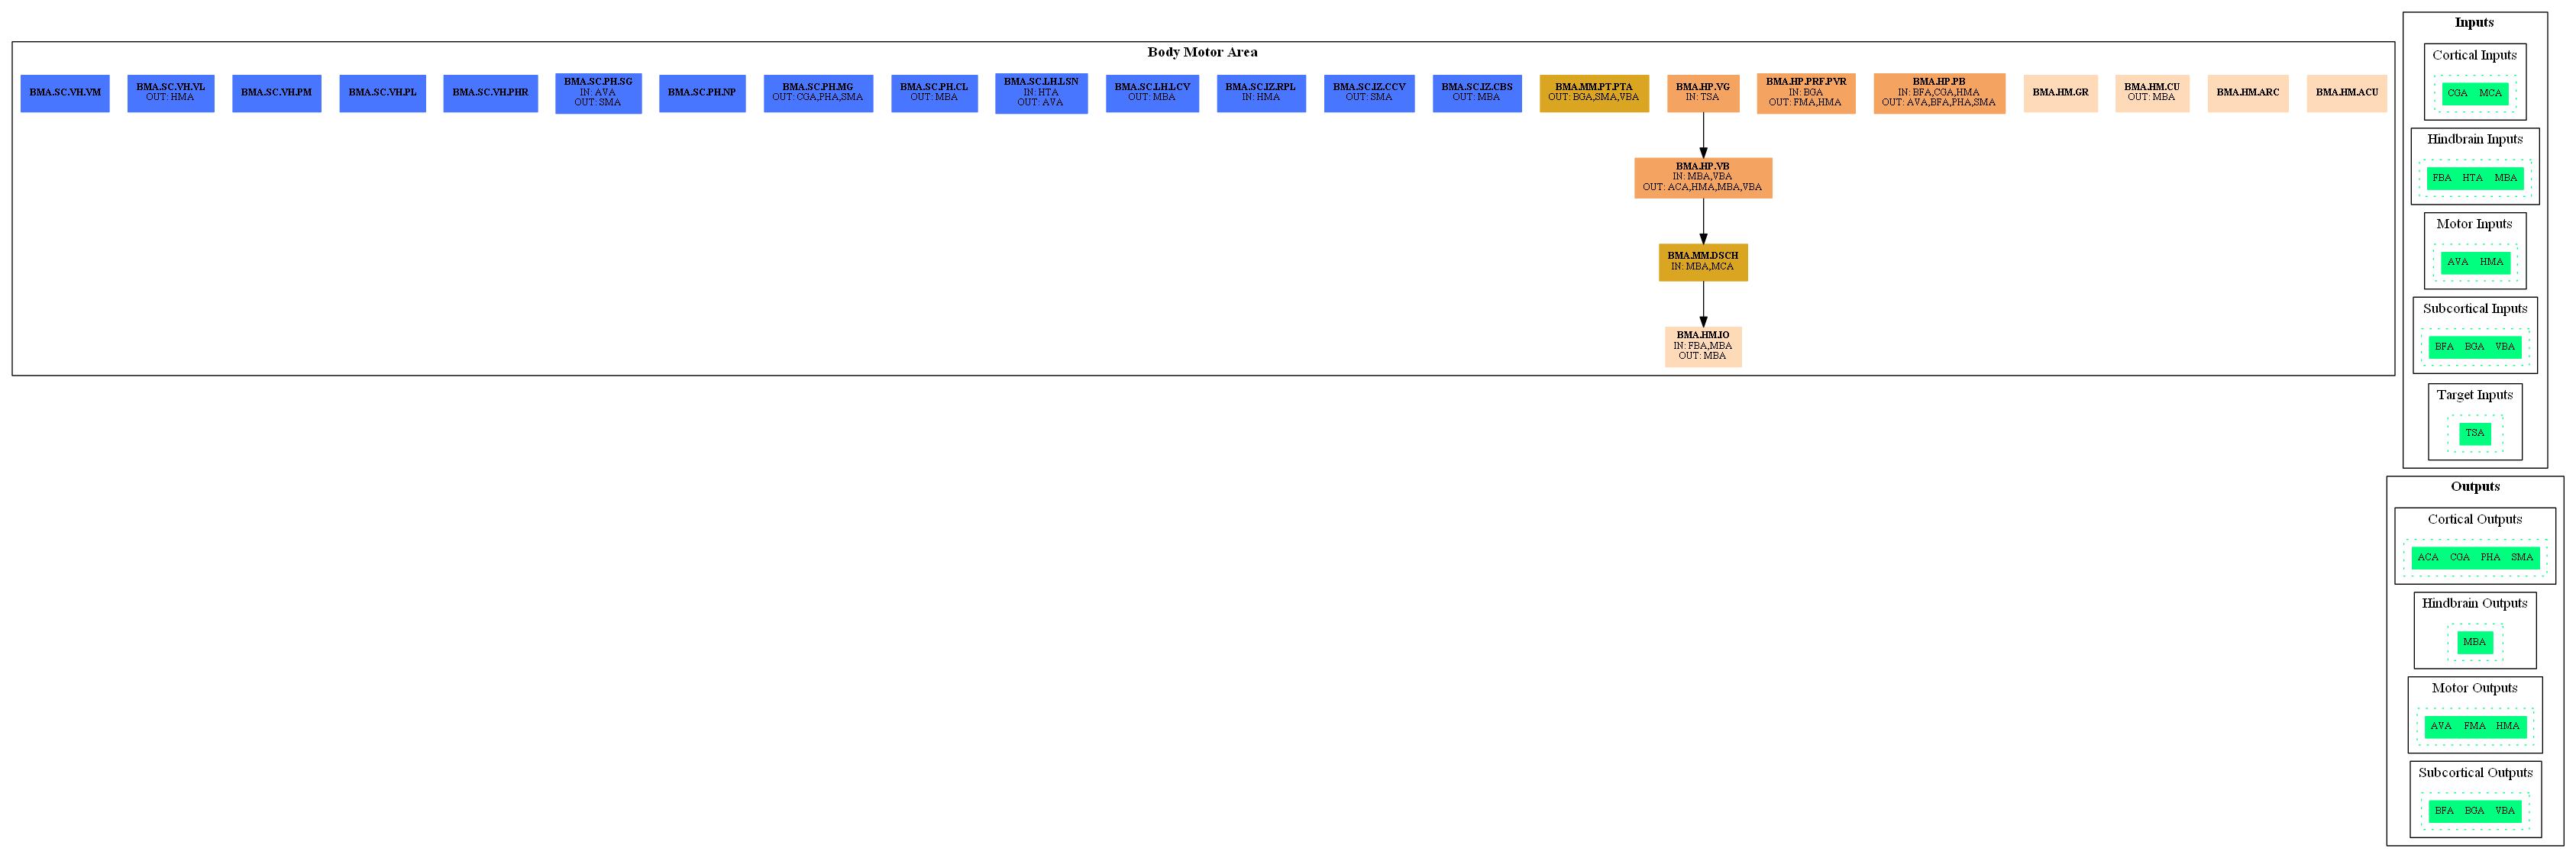 Body Motor Area
BMA.SC.VH.VM
BMA.SC.VH.VL
OUT: HMA
BMA.SC.VH.PM
BMA.SC.VH.PL
BMA.SC.VH.PHR
BMA.SC.PH.SG
IN: AVA
OUT: SMA
BMA.SC.PH.NP
BMA.SC.PH.MG
OUT: CGA,PHA,SMA
BMA.SC.PH.CL
OUT: MBA
BMA.SC.LH.LSN
IN: HTA
OUT: AVA
BMA.SC.LH.LCV
OUT: MBA
BMA.SC.IZ.RPL
IN: HMA
BMA.SC.IZ.CCV
OUT: SMA
BMA.SC.IZ.CBS
OUT: MBA
BMA.MM.PT.PTA
OUT: BGA,SMA,VBA
BMA.HP.VG
IN: TSA
BMA.HP.PRF.PVR
IN: BGA
OUT: FMA,HMA
BMA.HP.PB
IN: BFA,CGA,HMA
OUT: AVA,BFA,PHA,SMA
BMA.HM.GR
BMA.HM.CU
OUT: MBA
BMA.HM.ARC
BMA.HM.ACU
BMA.HP.VB
IN: MBA,VBA
OUT: ACA,HMA,MBA,VBA
BMA.MM.DSCH
IN: MBA,MCA
BMA.HM.IO
IN: FBA,MBA
OUT: MBA
Inputs
Cortical Inputs
CGA MCA
Hindbrain Inputs
FBA HTA MBA
Motor Inputs
AVA HMA
Subcortical Inputs
BFA BGA VBA
Target Inputs
TSA
Outputs
Cortical Outputs
ACA CGA PHA SMA
Hindbrain Outputs
MBA
Motor Outputs
AVA FMA HMA
Subcortical Outputs
BFA BGA VBA